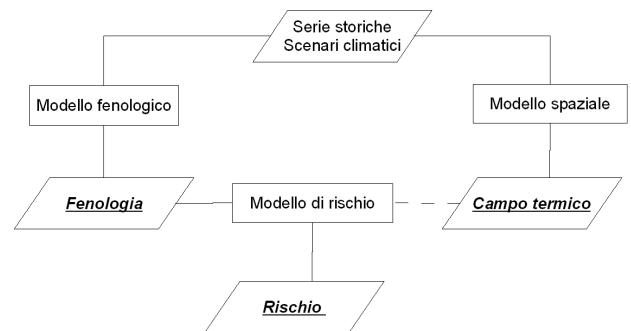 Serie storiche
Scenari climatici
Modello fenologico
Modello spaziale
Fenologia
Modello di rischio
Campo termico
Rischio